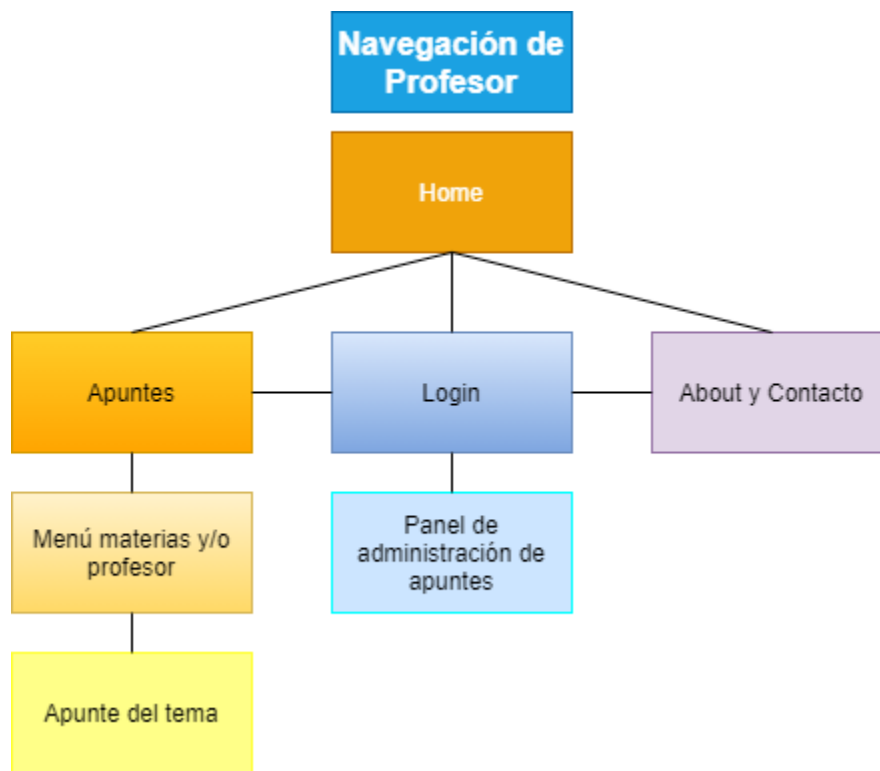 Navegación de
Profesor
Home
Apuntes
Login
About y Contacto
Menú materias y/o
profesor
Panel de
administración de
apuntes
Apunte del tema